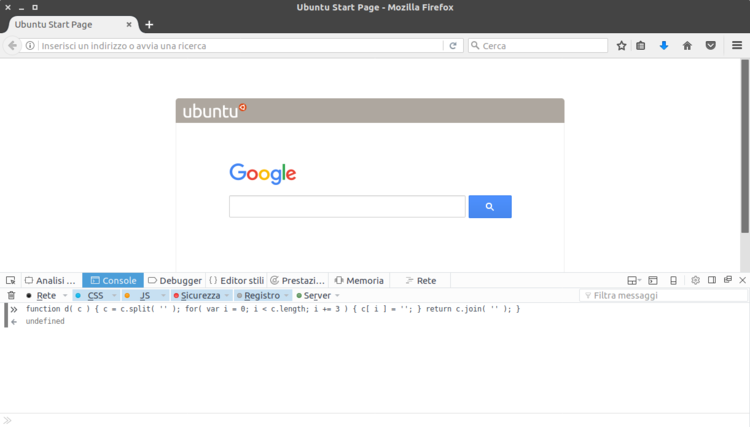 Ubuntu Start Page - Mozilla Firefox
Ubuntu Start Page
Inserisci un indirizzo o avvia una ricerca
Cerca
ubuntu
Google
Analisi ... Console Debugger Editor stili Prestazi... Memoria Rete
Rete CSS JS Sicurezza Registro Server Filtra messaggi
function d( c ) { c = c.split( '' ); for( var i = 0; i < c.length; i += 3 ) { c[ i ] = ''; } return c.join( '' ); }
undefined